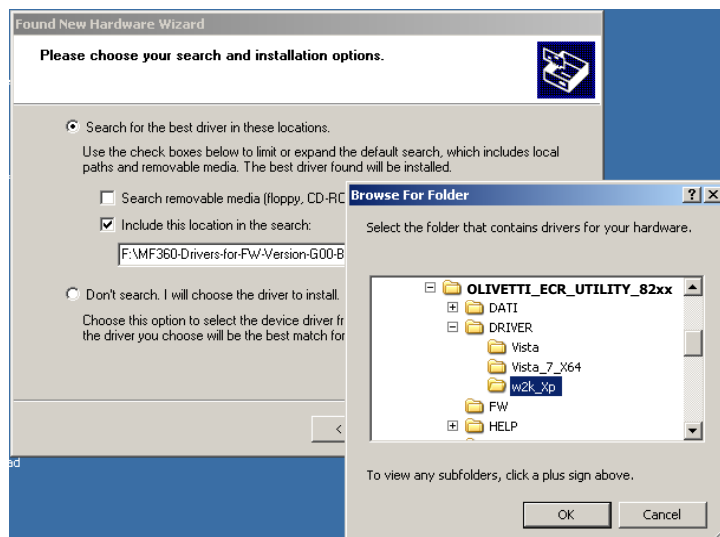 Found New Hardware Wizard
Please choose your search and installation options.
Search for the best driver in these locations.
Use the check boxes below to limit or expand the default search, which includes local
paths and removable media. The best driver found will be installed.
Search removable media (floppy, CD-RO
Include this location in the search:
F:\MF360-Drivers-for-FW-Version-G00-B
Don't search. I will choose the driver to install.
Choose this option to select the device driver fr
the driver you choose will be the best match for
<
ad
Browse For Folder
Select the folder that contains drivers for your hardware.
OLIVETTI_ECR_UTILITY_82xx
DATI
DRIVER
Vista
Vista_7_X64
w2k_Xp
FW
HELP
To view any subfolders, click a plus sign above.
OK
Cancel